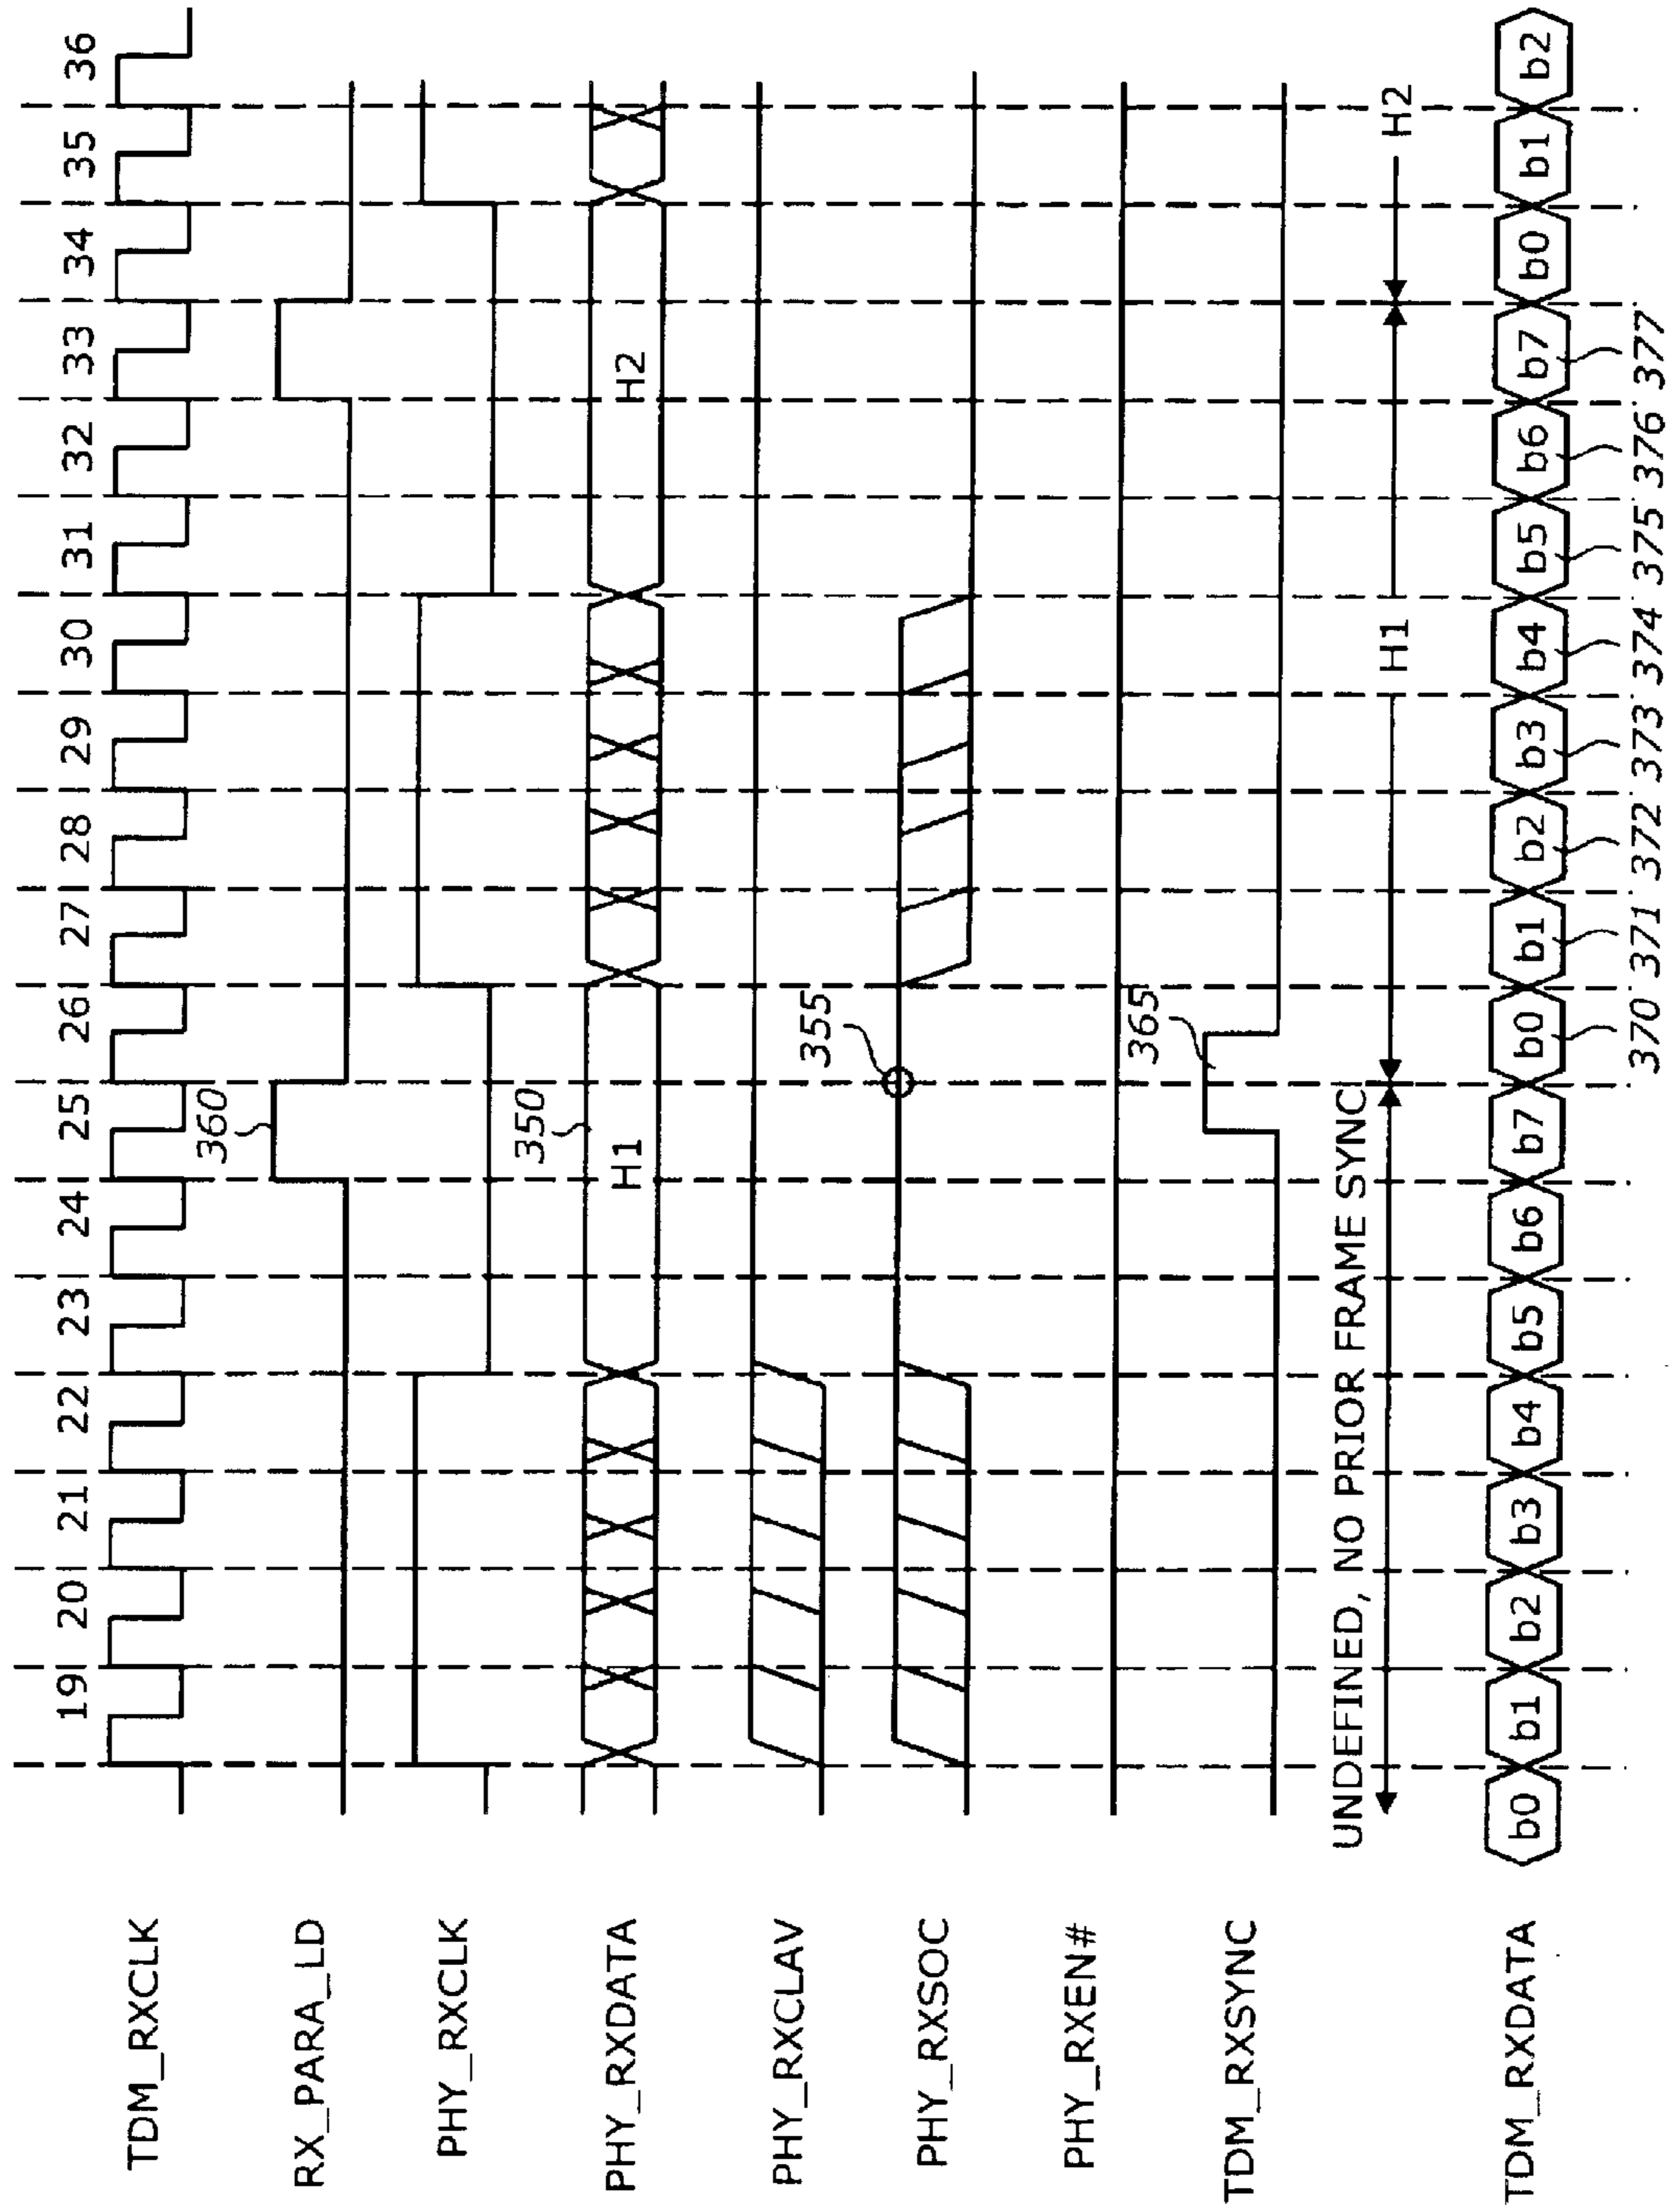 19 20 21 22 23 24 25 26 27 28 29 30 31 32 33 34 35 36
TDM_RXCLK
360
RX_PARA_LD
PHY_RXCLK
350
PHY_RXDATA H1 H2
PHY_RXCLAV
355
PHY_RXSOC
PHY_RXEN#
365
TDM_RXSYNC
UNDEFINED, NO PRIOR FRAME SYNC H1 H2
TDM_RXDATA b0 b1 b2 b3 b4 b5 b6 b7 b0 b1 b2 b3 b4 b5 b6 b7 b0 b1 b2
370 371 372 373 374 375 376 377